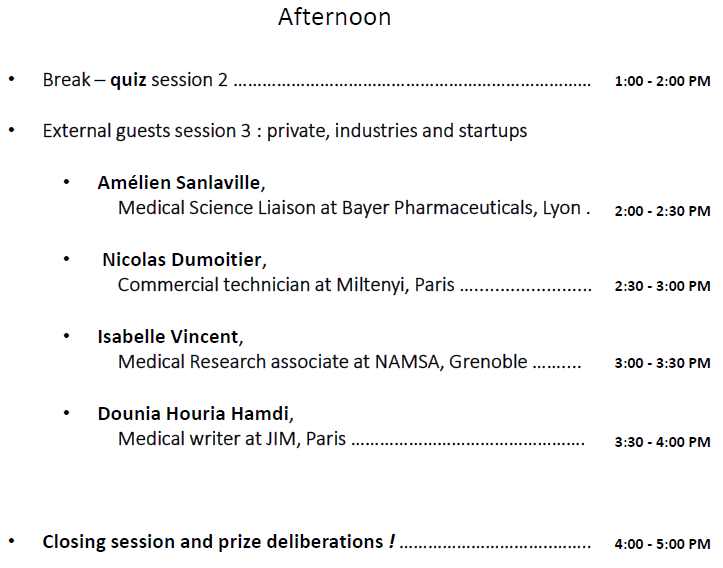 Afternoon
• Break – quiz session 2 ……………………………………………………………… 1:00 - 2:00 PM
• External guests session 3 : private, industries and startups
• Amélien Sanlaville,
Medical Science Liaison at Bayer Pharmaceuticals, Lyon . 2:00 - 2:30 PM
• Nicolas Dumoitier,
Commercial technician at Miltenyi, Paris …...................... 2:30 - 3:00 PM
• Isabelle Vincent,
Medical Research associate at NAMSA, Grenoble ….….... 3:00 - 3:30 PM
• Dounia Houria Hamdi,
Medical writer at JIM, Paris ………………………………………. 3:30 - 4:00 PM
• Closing session and prize deliberations ! ……………………….…..….. 4:00 - 5:00 PM